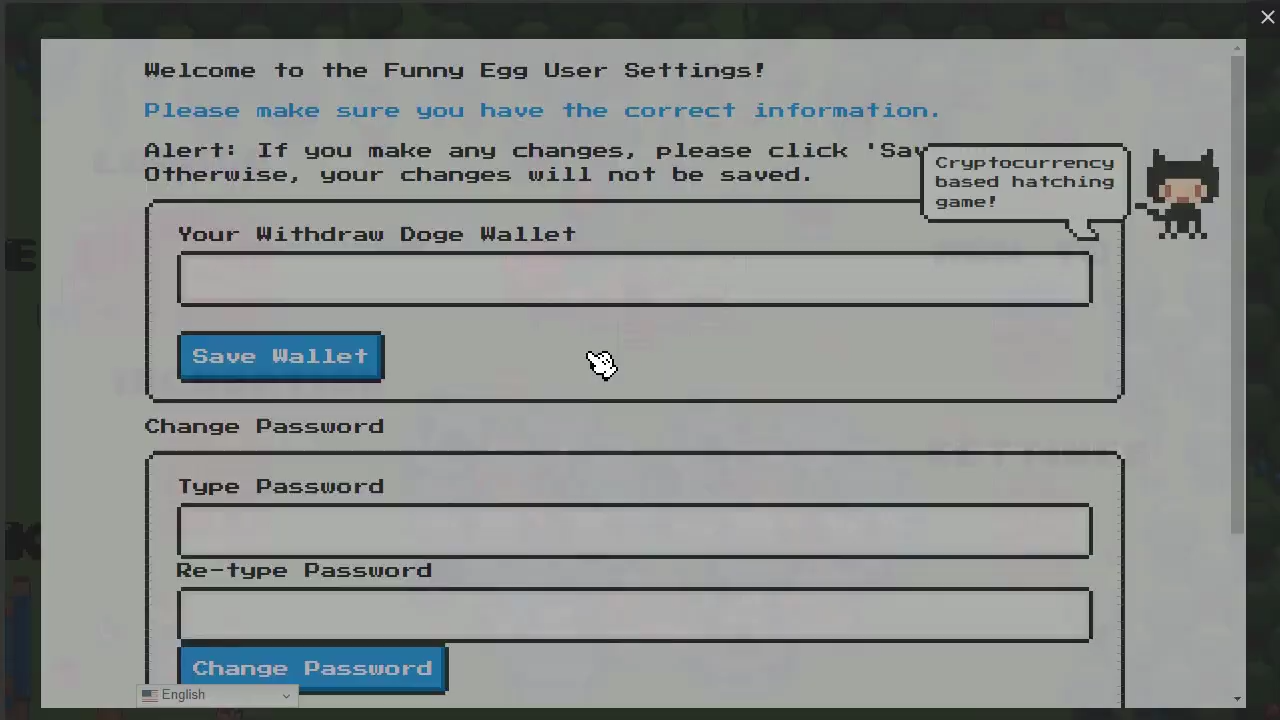 Welcome to the Funny Egg User Settings!
Please make sure you have the correct information.
Alert: If you make any changes, please click 'Sav
Otherwise, your changes will not be saved.
Cryptocurrency
based hatching
game!
Your Withdraw Doge Wallet
Save Wallet
Change Password
Type Password
Re-type Password
Change Password
English